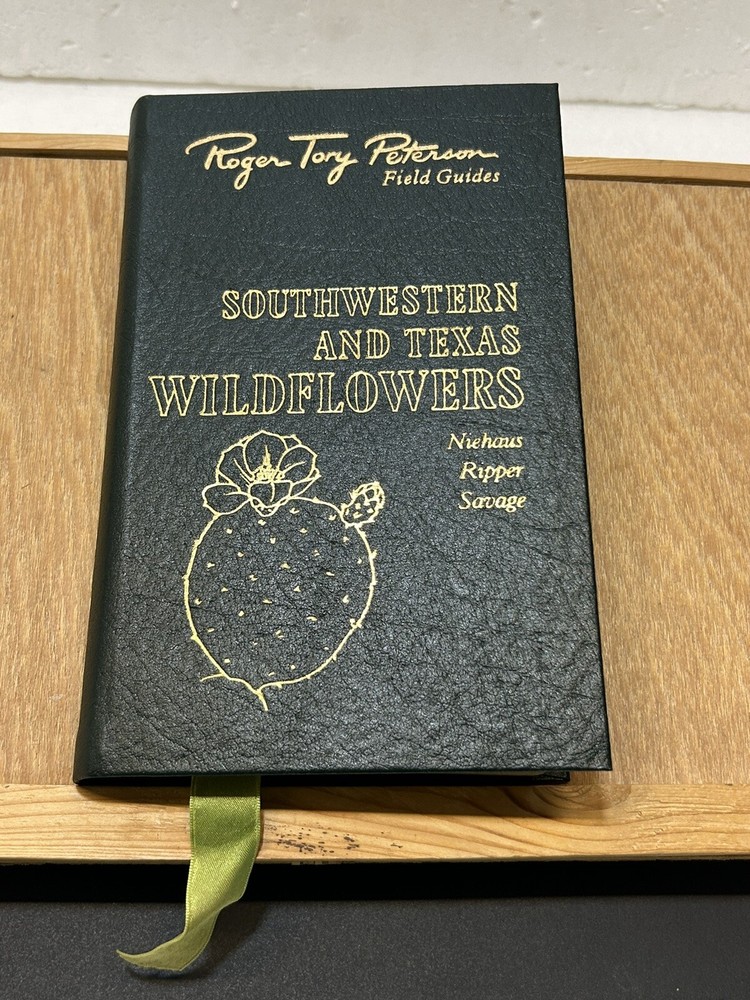 Roger Tory Peterson
Field Guides
SOUTHWESTERN
AND TEXAS
WILDFLOWERS
Niehaus
Ripper
Savage